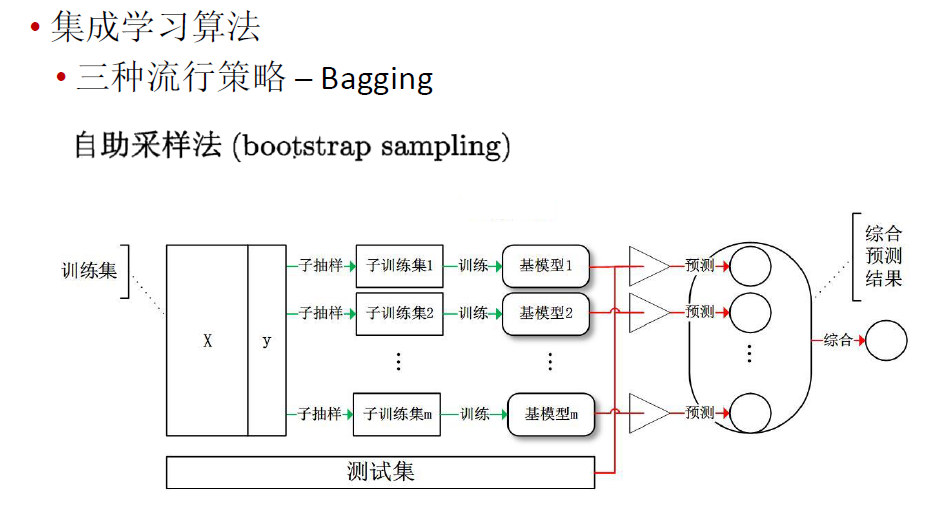 • 集成学习算法
• 三种流行策略 – Bagging
自助采样法 (bootstrap sampling)
训练集
X
y
子抽样
子训练集1
训练
基模型1
预测
子抽样
子训练集2
训练
基模型2
预测
⋮
⋮
⋮
子抽样
子训练集m
训练
基模型m
预测
测试集
综合
预测
结果
综合